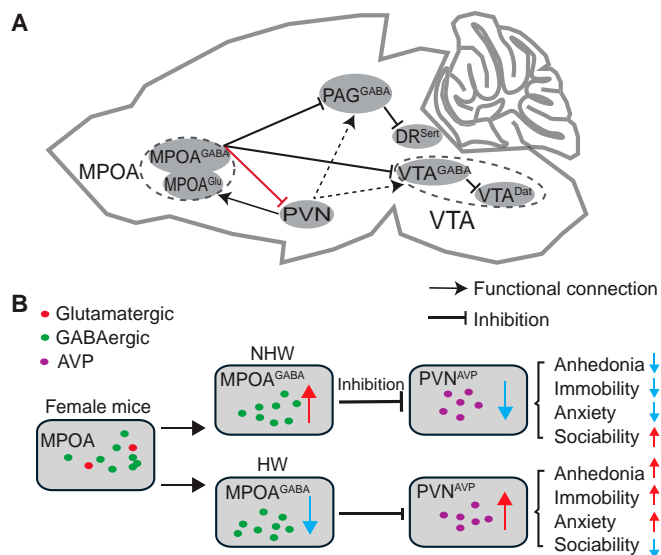 A
PAG^GABA
DR^Sert
MPOA
MPOA^GABA
MPOA^Glu
VTA^GABA
VTA^Dat
PVN
VTA
Functional connection
Inhibition
B
Glutamatergic
GABAergic
AVP
Female mice
MPOA
NHW
MPOA^GABA
Inhibition
PVN^AVP
Anhedonia
Immobility
Anxiety
Sociability
HW
MPOA^GABA
PVN^AVP
Anhedonia
Immobility
Anxiety
Sociability